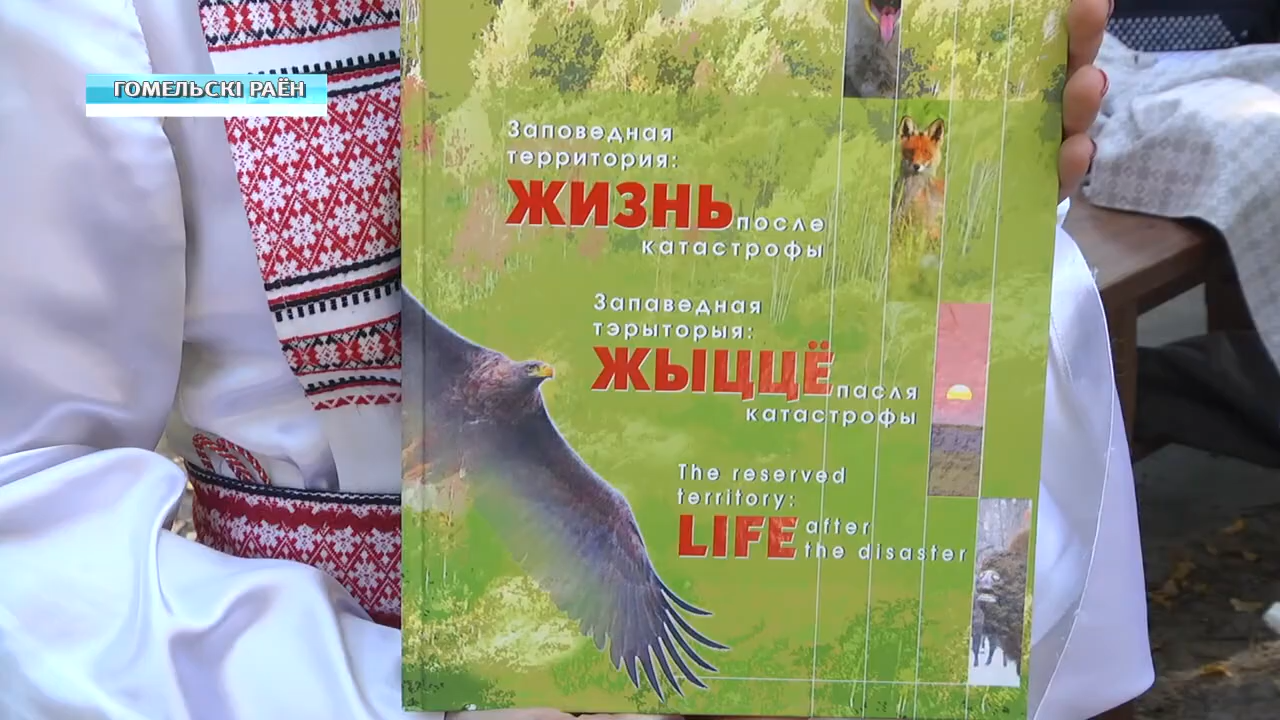 ГОМЕЛЬСКІ РАЁН
Заповедная
территория:
ЖИЗНЬ после
катастрофы
Запаведная
тэрыторыя:
ЖЫЦЦЁ пасля
катастрофы
The reserved
territory:
LIFE after
the disaster